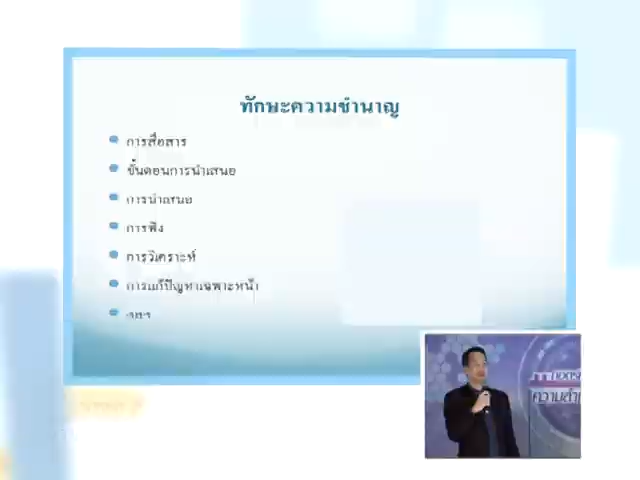 ทักษะความชำนาญ
การสื่อสาร
ขั้นตอนการนำเสนอ
การนำเสนอ
การฟัง
การวิเคราะห์
การแก้ปัญหาเฉพาะหน้า
ฯลฯ